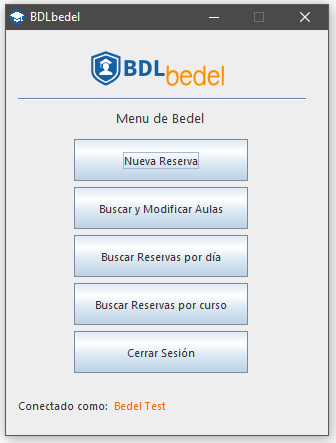 BDLbedel
BDLbedel
Menu de Bedel
Nueva Reserva
Buscar y Modificar Aulas
Buscar Reservas por día
Buscar Reservas por curso
Cerrar Sesión
Conectado como: Bedel Test